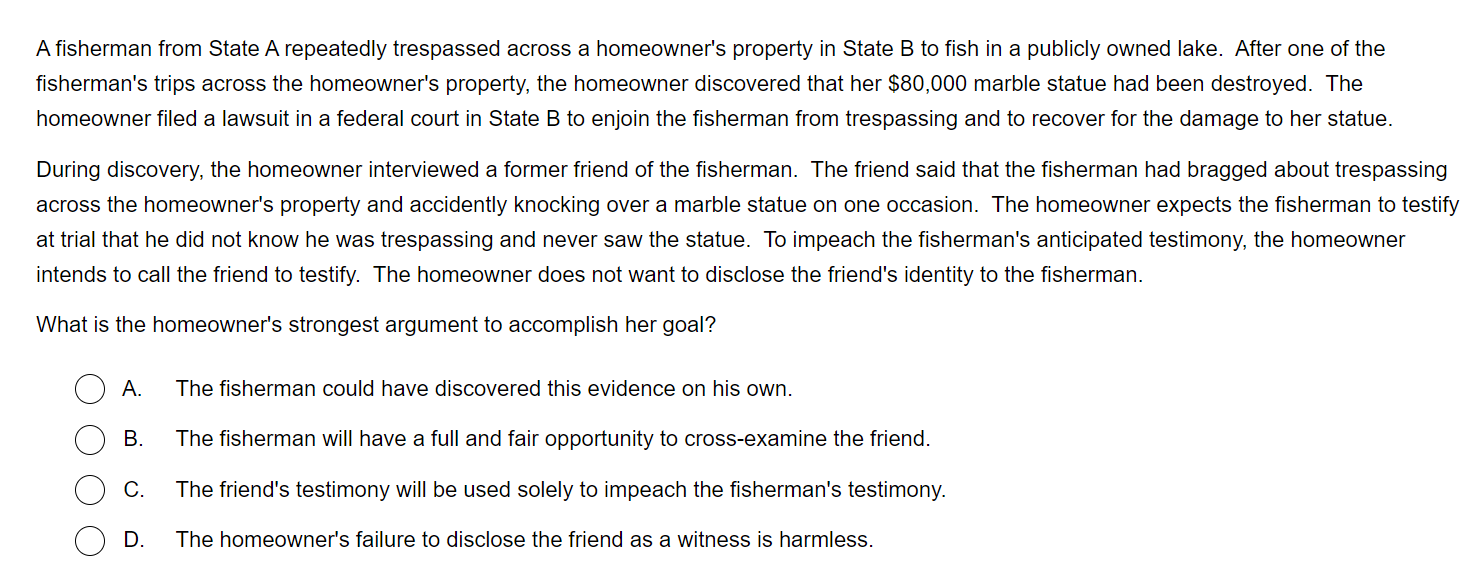 A fisherman from State A repeatedly trespassed across a homeowner's property in State B to fish in a publicly owned lake.  After one of the
fisherman's trips across the homeowner's property, the homeowner discovered that her $80,000 marble statue had been destroyed.  The
homeowner filed a lawsuit in a federal court in State B to enjoin the fisherman from trespassing and to recover for the damage to her statue.
During discovery, the homeowner interviewed a former friend of the fisherman.  The friend said that the fisherman had bragged about trespassing
across the homeowner's property and accidently knocking over a marble statue on one occasion.  The homeowner expects the fisherman to testify
at trial that he did not know he was trespassing and never saw the statue.  To impeach the fisherman's anticipated testimony, the homeowner
intends to call the friend to testify.  The homeowner does not want to disclose the friend's identity to the fisherman.
What is the homeowner's strongest argument to accomplish her goal?
A. The fisherman could have discovered this evidence on his own.
B. The fisherman will have a full and fair opportunity to cross-examine the friend.
C. The friend's testimony will be used solely to impeach the fisherman's testimony.
D. The homeowner's failure to disclose the friend as a witness is harmless.